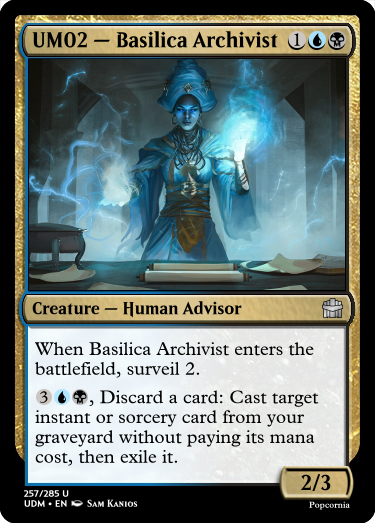 UM02 — Basilica Archivist 1
Creature — Human Advisor
When Basilica Archivist enters the
battlefield, surveil 2.
3, Discard a card: Cast target
instant or sorcery card from your
graveyard without paying its mana
cost, then exile it.
2/3
257/285 U
UDM • EN Sam Kanios
Popcornia